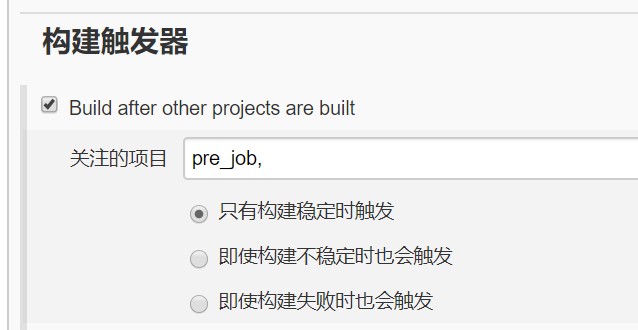 构建触发器
Build after other projects are built
关注的项目 pre_job,
只有构建稳定时触发
即使构建不稳定时也会触发
即使构建失败时也会触发